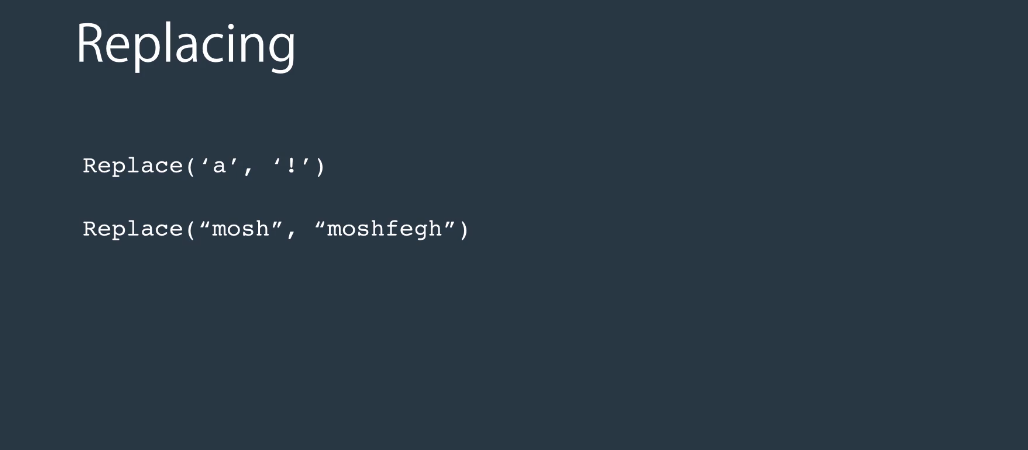 Replacing
Replace(‘a’, ‘!’)
Replace(“mosh”, “moshfegh”)